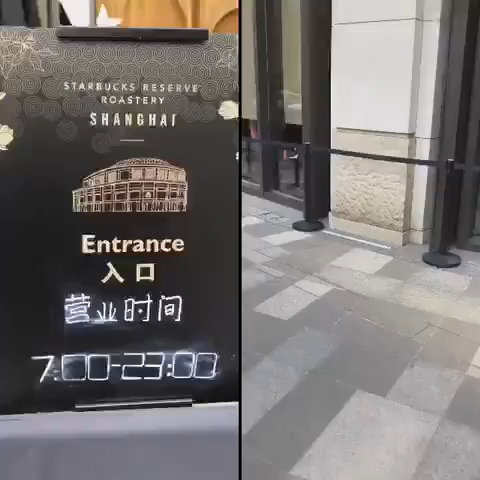 STARBUCKS RESERVE
ROASTERY
SHANGHAI
Entrance
入口
营业时间
7:00-23:00